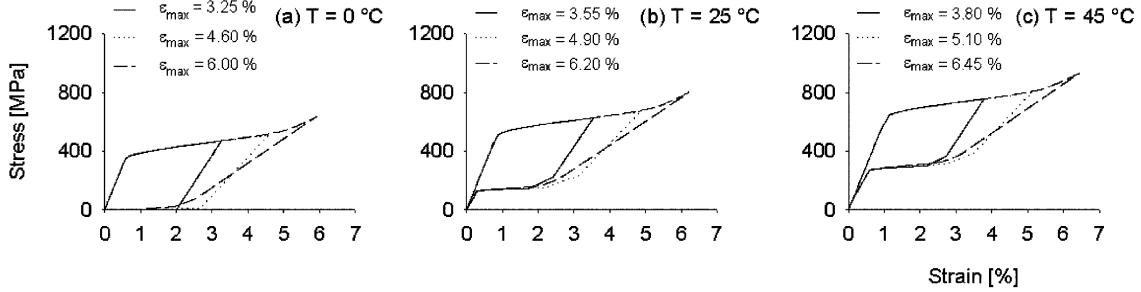 εmax = 3.25 % (a) T = 0 °C εmax = 3.55 % (b) T = 25 °C εmax = 3.80 % (c) T = 45 °C
1200 εmax = 4.60 % 1200 εmax = 4.90 % 1200 εmax = 5.10 %
εmax = 6.00 % εmax = 6.20 % εmax = 6.45 %
Stress [MPa]
800 800 800
400 400 400
0 0 0
0 1 2 3 4 5 6 7 0 1 2 3 4 5 6 7 0 1 2 3 4 5 6 7
Strain [%]